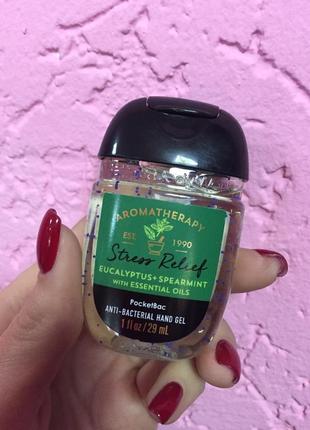 AROMATHERAPY
EST. 1990
Stress Relief
EUCALYPTUS + SPEARMINT
WITH ESSENTIAL OILS
PocketBac
ANTI-BACTERIAL HAND GEL
1 fl oz / 29 mL